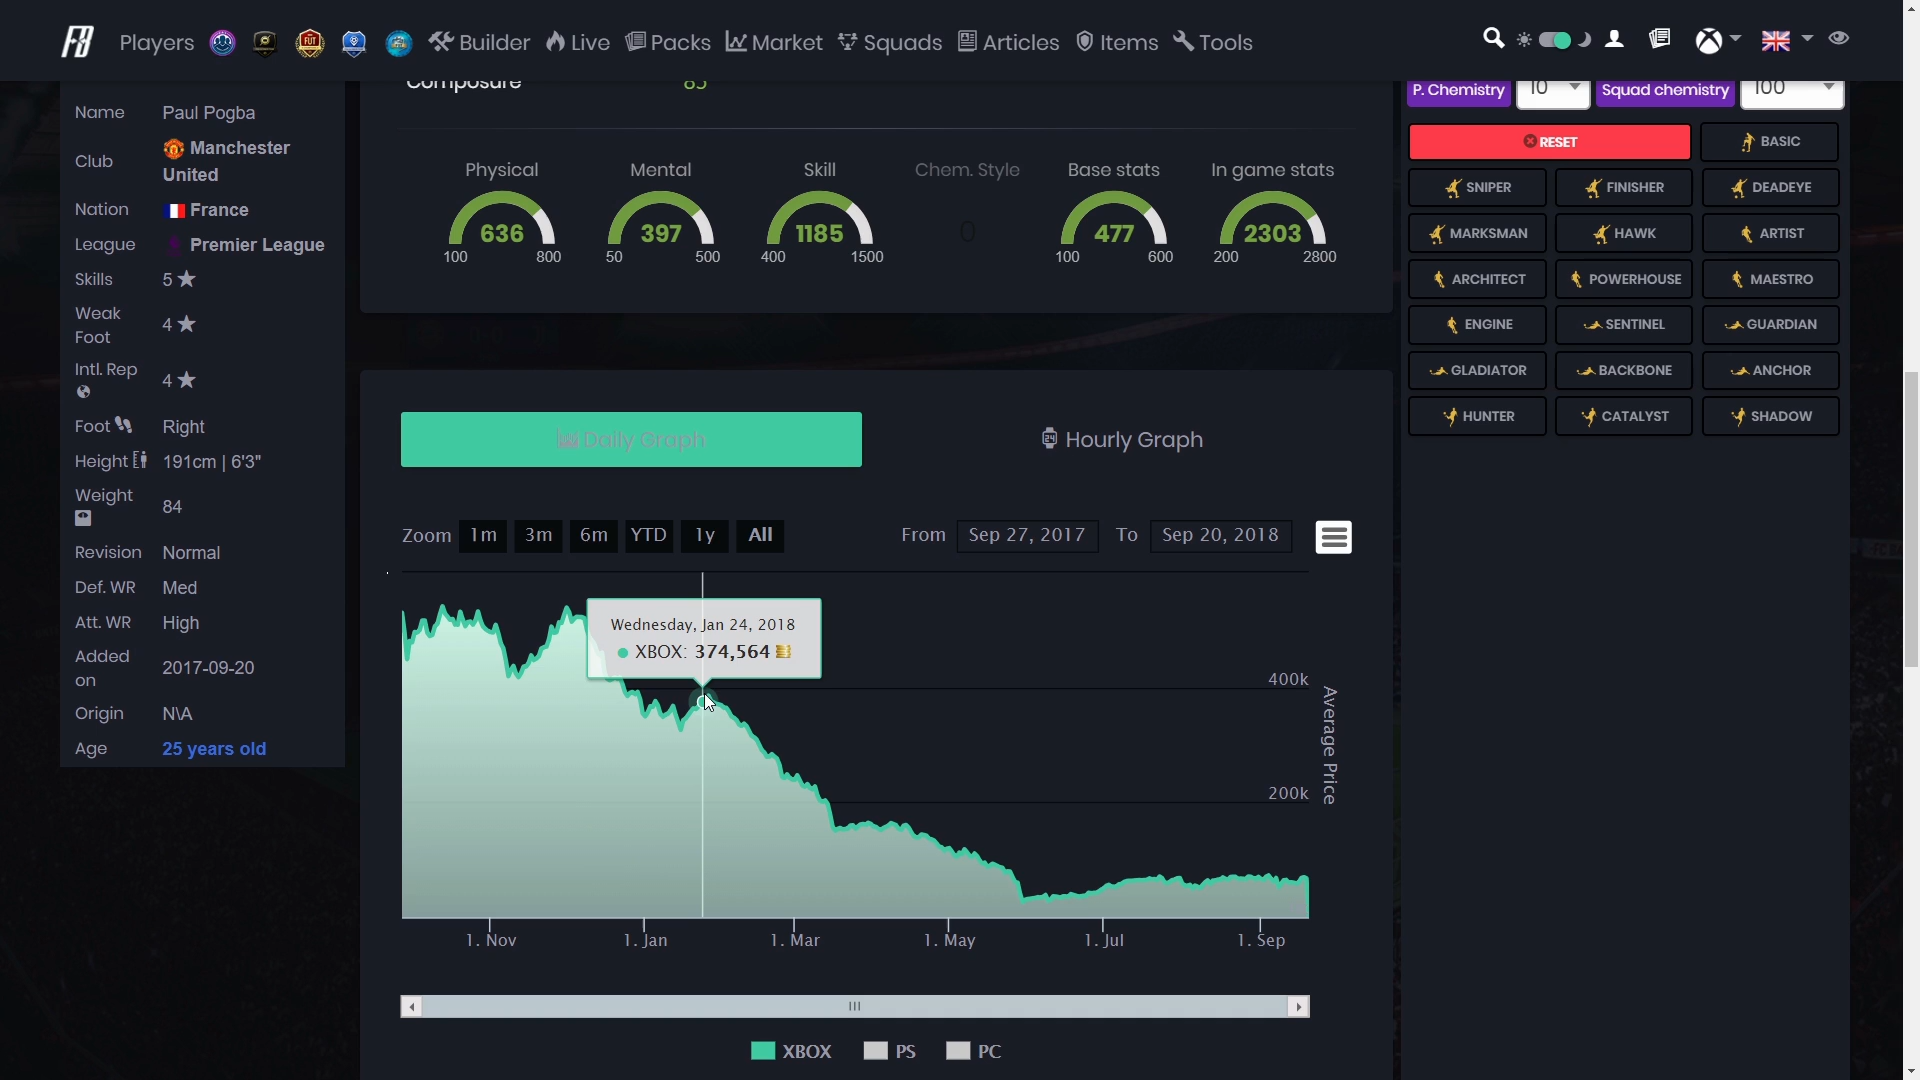 Players Builder Live Packs Market Squads Articles Items Tools
Name Paul Pogba
Club Manchester United
Nation France
League Premier League
Skills 5
Weak Foot 4
Intl. Rep 4
Foot Right
Height 191cm | 6'3"
Weight 84
Revision Normal
Def. WR Med
Att. WR High
Added on 2017-09-20
Origin N\A
Age 25 years old
Composure 85
Physical Mental Skill Chem. Style Base stats In game stats
636 397 1185 0 477 2303
100 800 50 500 400 1500 100 600 200 2800
Daily Graph Hourly Graph
Zoom 1m 3m 6m YTD 1y All From Sep 27, 2017 To Sep 20, 2018
Wednesday, Jan 24, 2018
XBOX: 374,564
400k
200k
Average Price
1. Nov 1. Jan 1. Mar 1. May 1. Jul 1. Sep
XBOX PS PC
P. Chemistry 10 Squad chemistry 100
RESET BASIC
SNIPER FINISHER DEADEYE
MARKSMAN HAWK ARTIST
ARCHITECT POWERHOUSE MAESTRO
ENGINE SENTINEL GUARDIAN
GLADIATOR BACKBONE ANCHOR
HUNTER CATALYST SHADOW